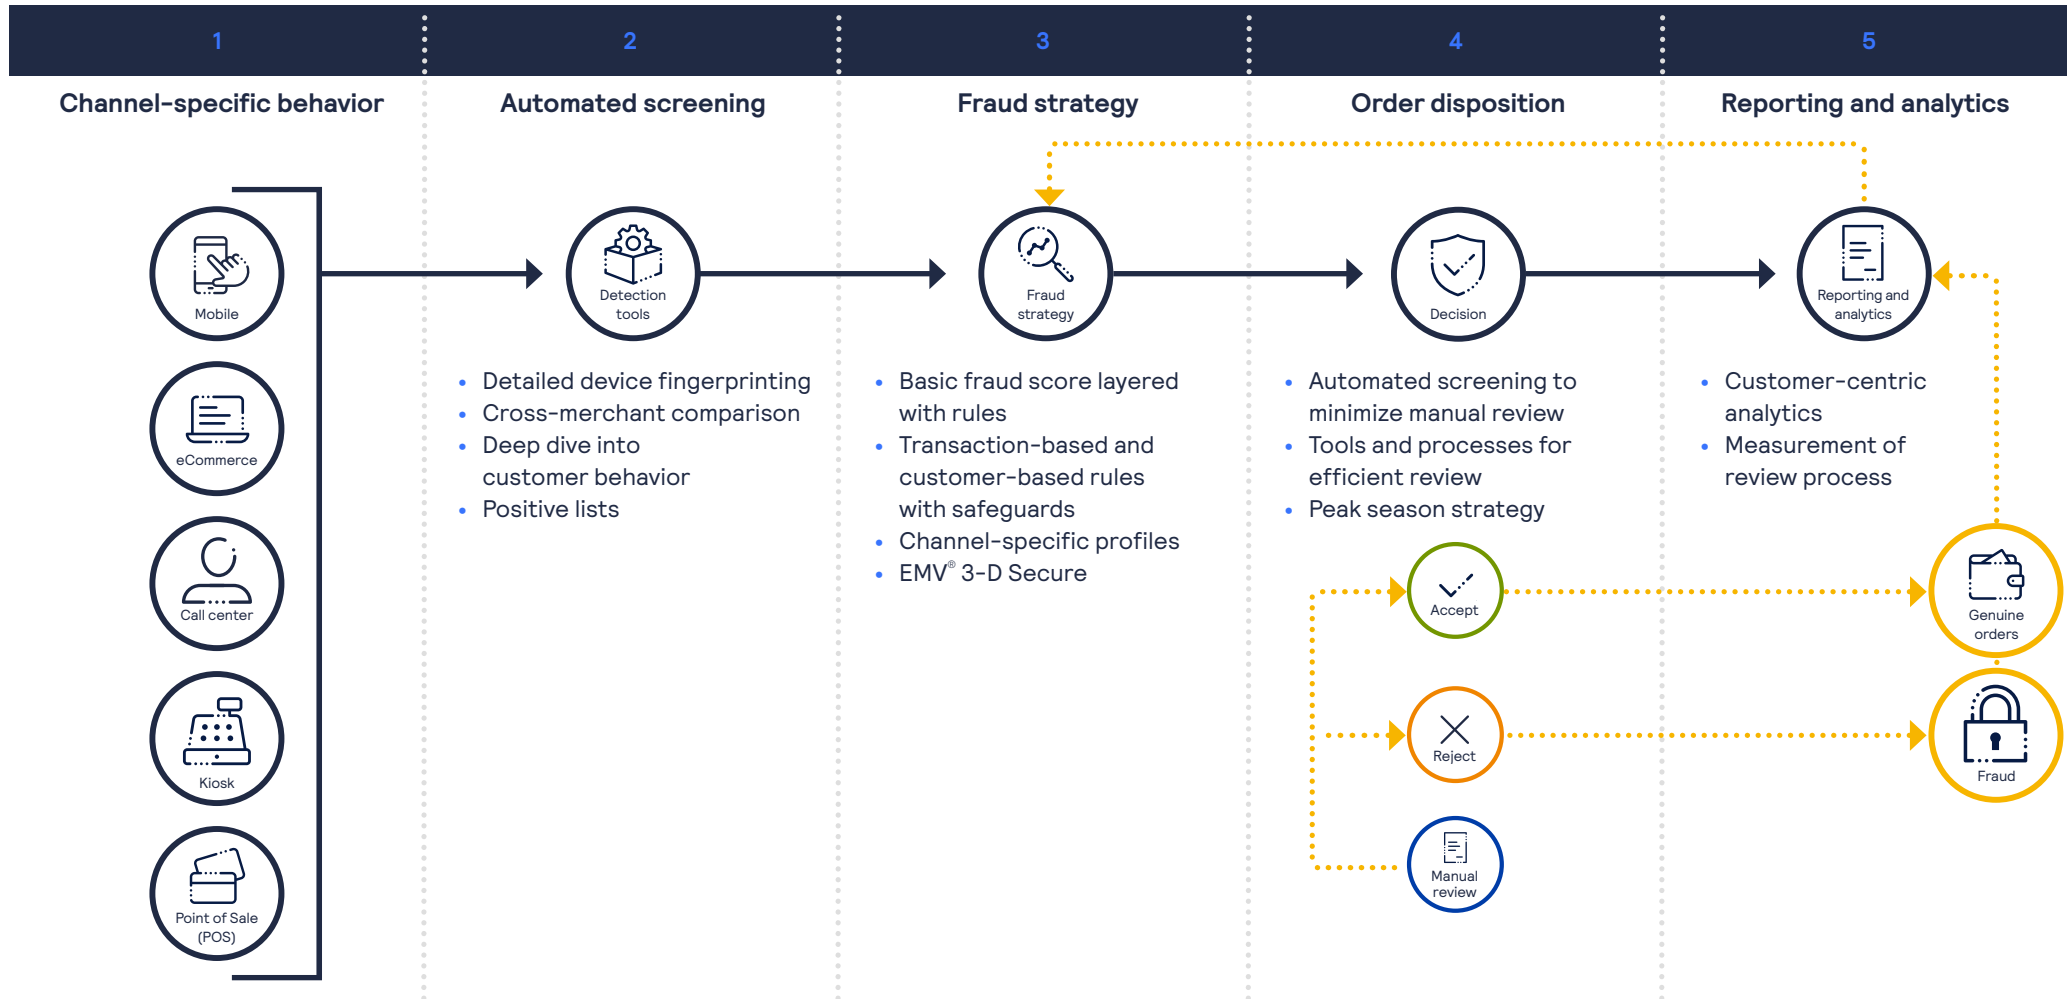 1
2
3
4
5
Channel-specific behavior
Automated screening
Fraud strategy
Order disposition
Reporting and analytics
Mobile
eCommerce
Call center
Kiosk
Point of Sale
(POS)
Detection
tools
• Detailed device fingerprinting
• Cross-merchant comparison
• Deep dive into
customer behavior
• Positive lists
Fraud
strategy
• Basic fraud score layered
with rules
• Transaction-based and
customer-based rules
with safeguards
• Channel-specific profiles
• EMV® 3-D Secure
Decision
• Automated screening to
minimize manual review
• Tools and processes for
efficient review
• Peak season strategy
Accept
Reject
Manual
review
Reporting and
analytics
• Customer-centric
analytics
• Measurement of
review process
Genuine
orders
Fraud